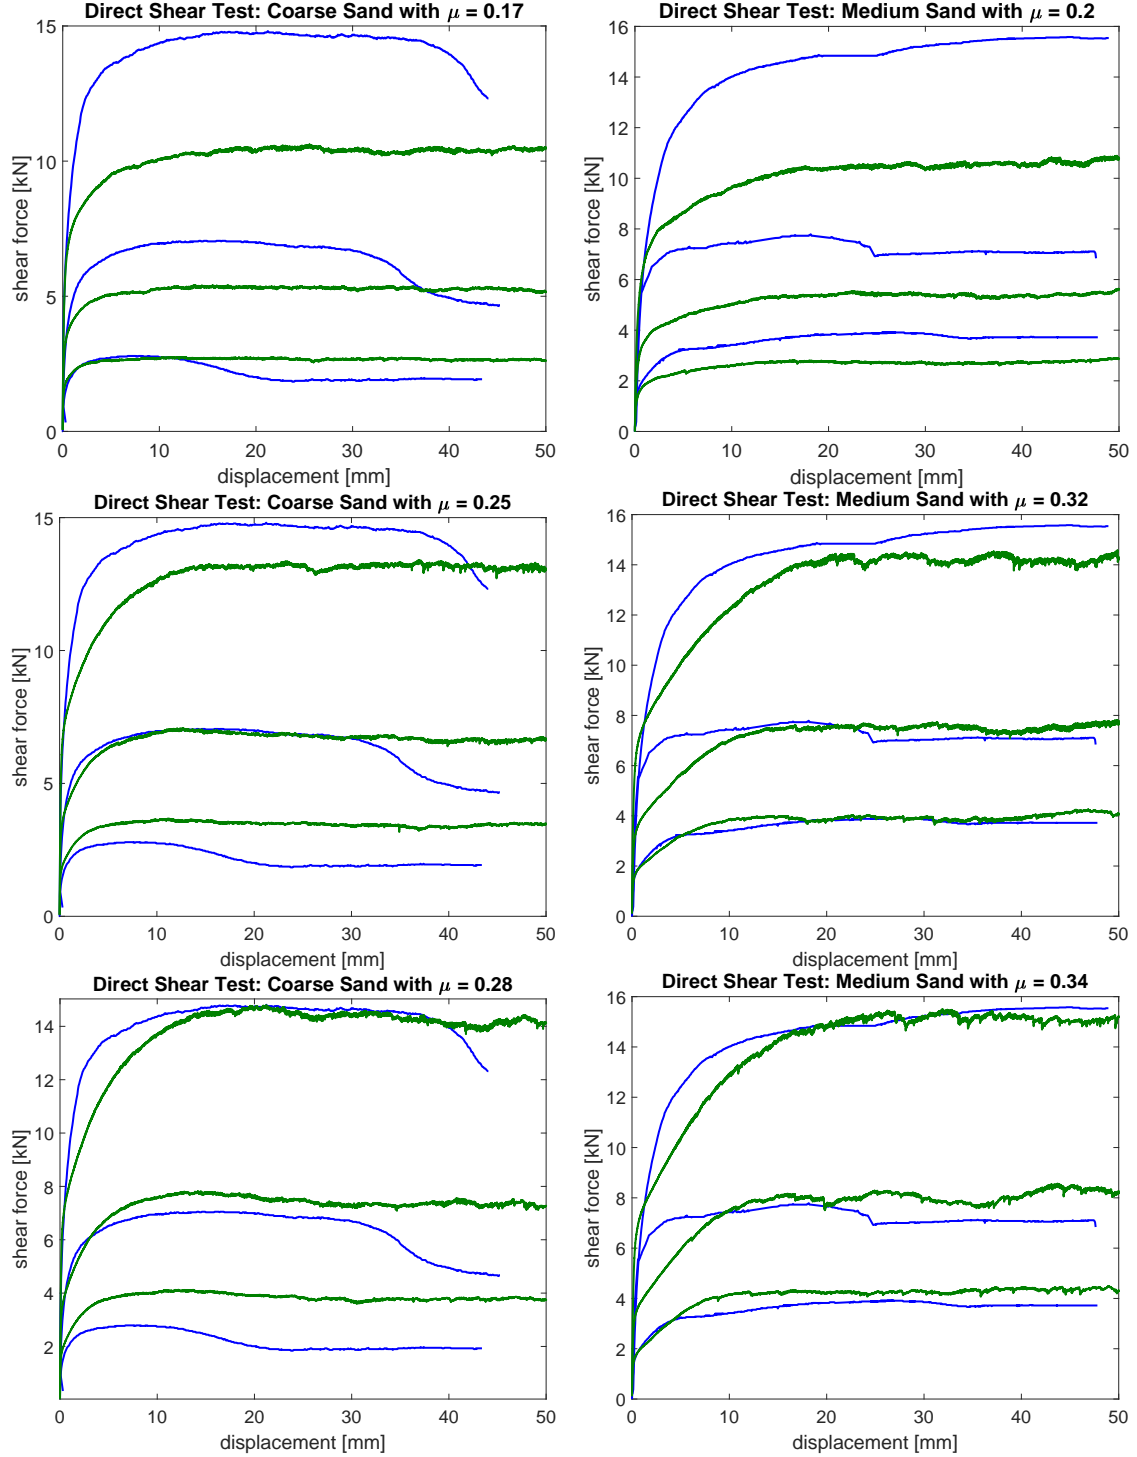 Direct Shear Test: Coarse Sand with μ = 0.17
15
10
5
0
shear force [kN]
0 10 20 30 40 50
displacement [mm]
Direct Shear Test: Medium Sand with μ = 0.2
16
14
12
10
8
6
4
2
0
shear force [kN]
0 10 20 30 40 50
displacement [mm]
Direct Shear Test: Coarse Sand with μ = 0.25
15
10
5
0
shear force [kN]
0 10 20 30 40 50
displacement [mm]
Direct Shear Test: Medium Sand with μ = 0.32
16
14
12
10
8
6
4
2
0
shear force [kN]
0 10 20 30 40 50
displacement [mm]
Direct Shear Test: Coarse Sand with μ = 0.28
14
12
10
8
6
4
2
shear force [kN]
0 10 20 30 40 50
displacement [mm]
Direct Shear Test: Medium Sand with μ = 0.34
16
14
12
10
8
6
4
2
0
shear force [kN]
0 10 20 30 40 50
displacement [mm]